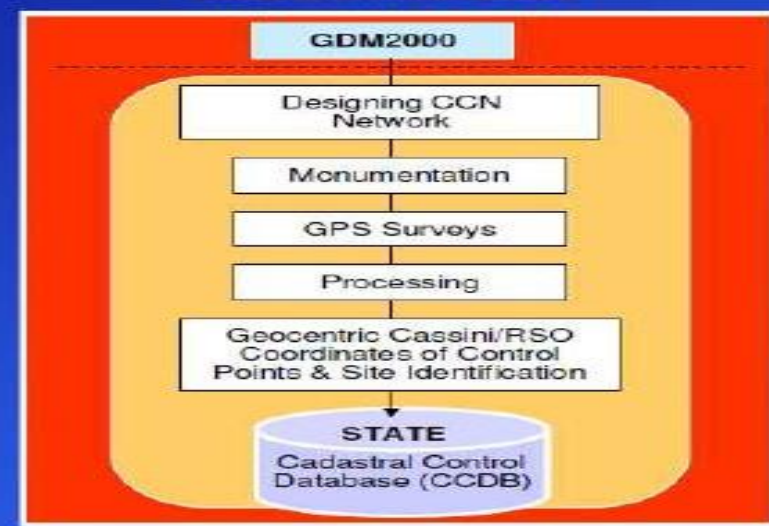 GDM2000
Designing CCN
Network
Monumentation
GPS Surveys
Processing
Geocentric Cassini/RSO
Coordinates of Control
Points & Site Identification
STATE
Cadastral Control
Database (CCDB)